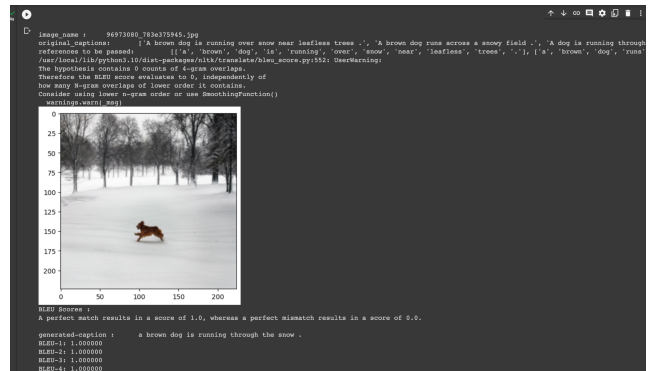 image_name :     96973080_783e375945.jpg
original_captions:     ['A brown dog is running over snow near leafless trees .', 'A brown dog runs across a snowy field .', 'A dog is running through
references to be passed:     [['a', 'brown', 'dog', 'is', 'running', 'over', 'snow', 'near', 'leafless', 'trees', '.'], ['a', 'brown', 'dog', 'runs'
/usr/local/lib/python3.10/dist-packages/nltk/translate/bleu_score.py:552: UserWarning:
The hypothesis contains 0 counts of 4-gram overlaps.
Therefore the BLEU score evaluates to 0, independently of
how many N-gram overlaps of lower order it contains.
Consider using lower n-gram order or use SmoothingFunction()
warnings.warn(_msg)
0
25
50
75
100
125
150
175
200
0 50 100 150 200
BLEU Scores :
A perfect match results in a score of 1.0, whereas a perfect mismatch results in a score of 0.0.
generated-caption :     a brown dog is running through the snow .
BLEU-1: 1.000000
BLEU-2: 1.000000
BLEU-3: 1.000000
BLEU-4: 1.000000